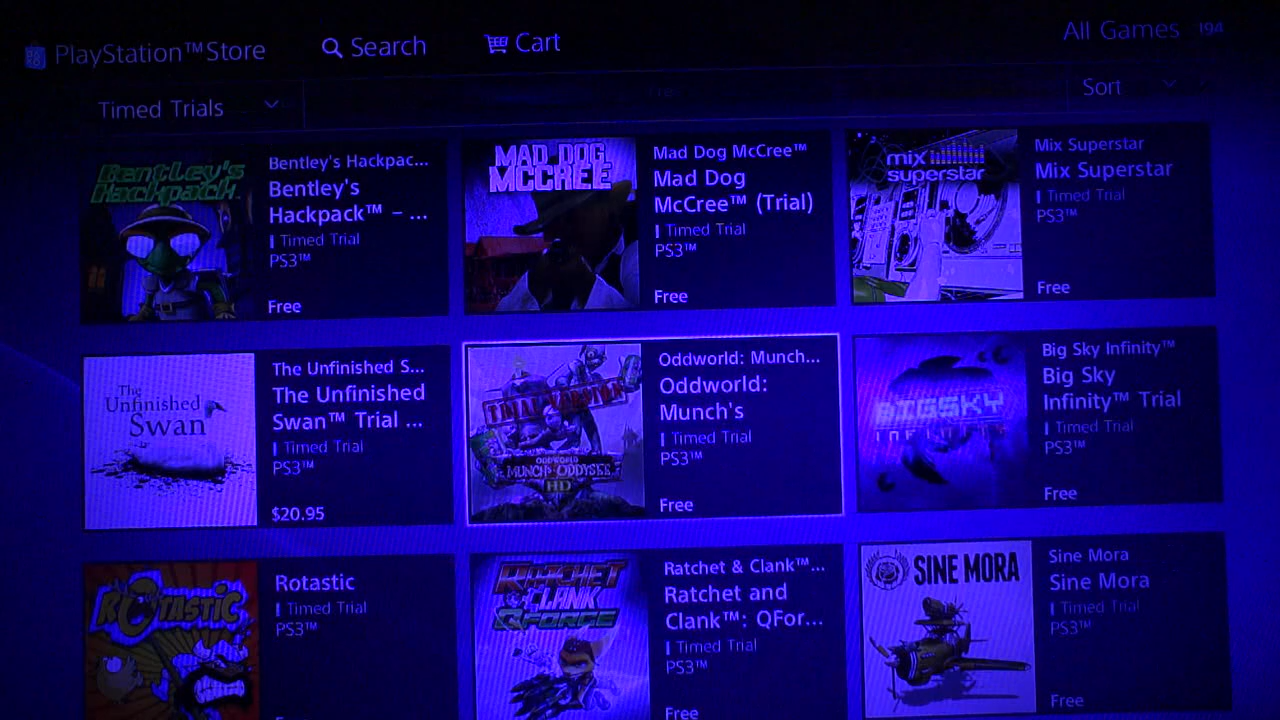 PlayStation™Store
Search
Cart
All Games 194
Timed Trials
Free
Sort
Bentley's Hackpack
Bentley's Hackpac...
Bentley's
Hackpack™ – ...
Timed Trial
PS3™
Free
MAD DOG
MCCREE
Mad Dog McCree™
Mad Dog
McCree™ (Trial)
Timed Trial
PS3™
Free
mix
superstar
Mix Superstar
Mix Superstar
Timed Trial
PS3™
Free
The
Unfinished
Swan
The Unfinished S...
The Unfinished
Swan™ Trial ...
Timed Trial
PS3™
$20.95
TRIAL VERSION
ODDWORLD
MUNCH'S ODDYSEE
HD
Oddworld: Munch...
Oddworld:
Munch's
Timed Trial
PS3™
Free
BIGSKY
INFINITY
Big Sky Infinity™
Big Sky
Infinity™ Trial
Timed Trial
PS3™
Free
ROTASTIC
Rotastic
Timed Trial
PS3™
RATCHET
CLANK
QFORCE
Ratchet & Clank™...
Ratchet and
Clank™: QFor...
Timed Trial
PS3™
Free
SINE MORA
Sine Mora
Sine Mora
Timed Trial
PS3™
Free